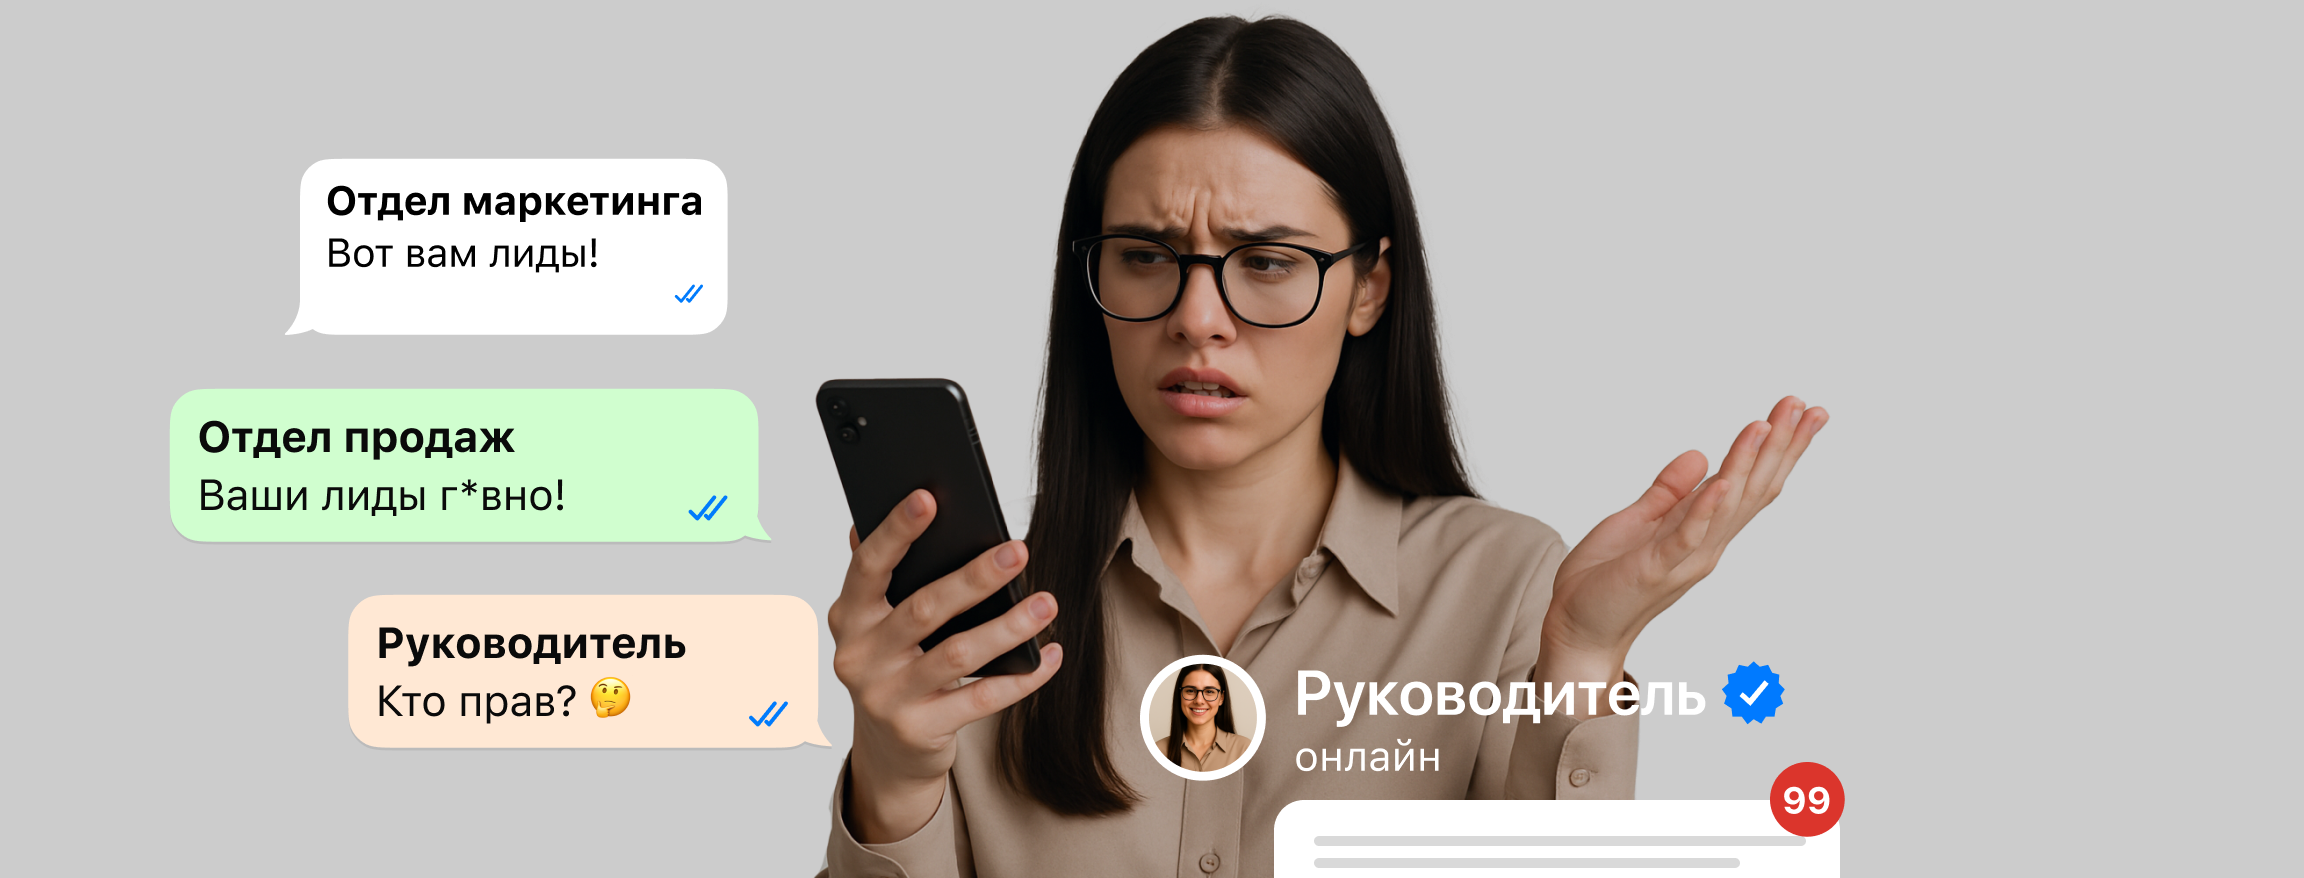 Отдел маркетинга
Вот вам лиды!
Отдел продаж
Ваши лиды г*вно!
Руководитель
Кто прав? 🤔
Руководитель
онлайн
99